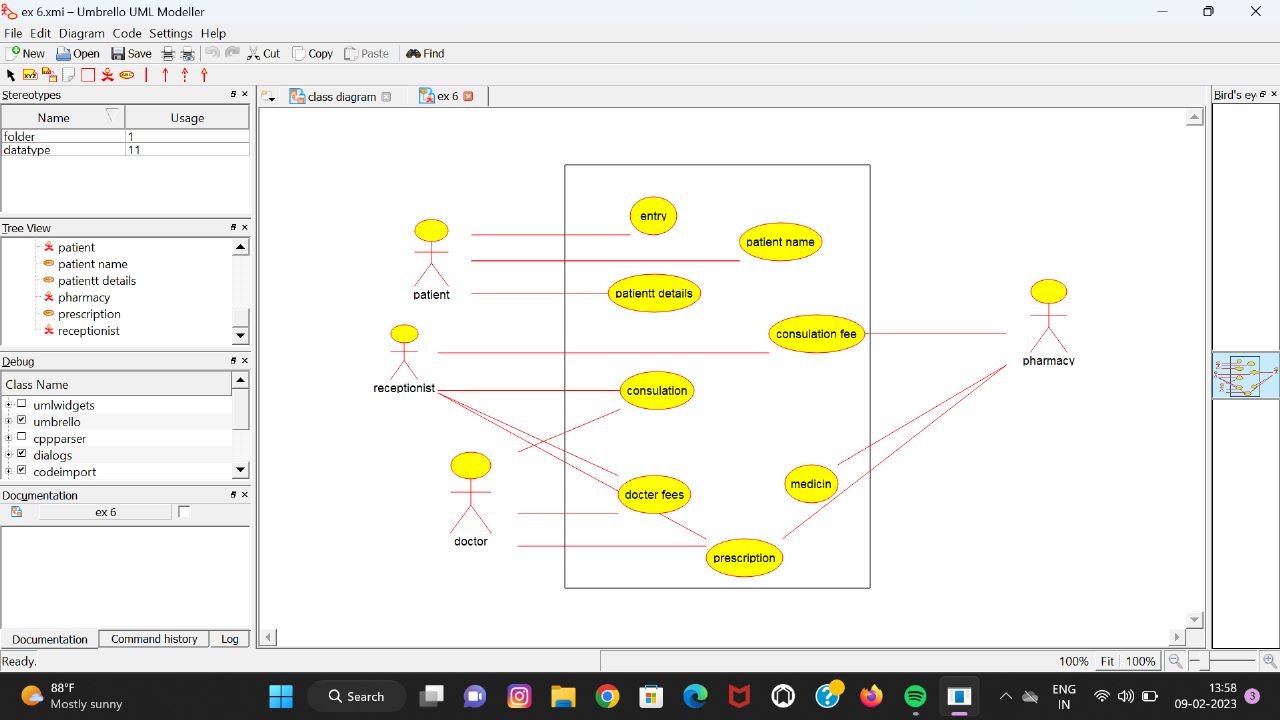 ex 6.xmi – Umbrello UML Modeller
File Edit Diagram Code Settings Help
New Open Save Cut Copy Paste Find
Stereotypes
Name Usage
folder 1
datatype 11
Tree View
patient
patient name
patientt details
pharmacy
prescription
receptionist
Debug
Class Name
umlwidgets
umbrello
cppparser
dialogs
codeimport
Documentation
ex 6
Documentation Command history Log
class diagram ex 6
entry
patient name
patient
patientt details
consulation fee
receptionist
consulation
pharmacy
medicin
docter fees
doctor
prescription
Bird's ey
Ready.
100% Fit 100%
88°F
Mostly sunny
Search
ENG
IN
13:58
09-02-2023
3